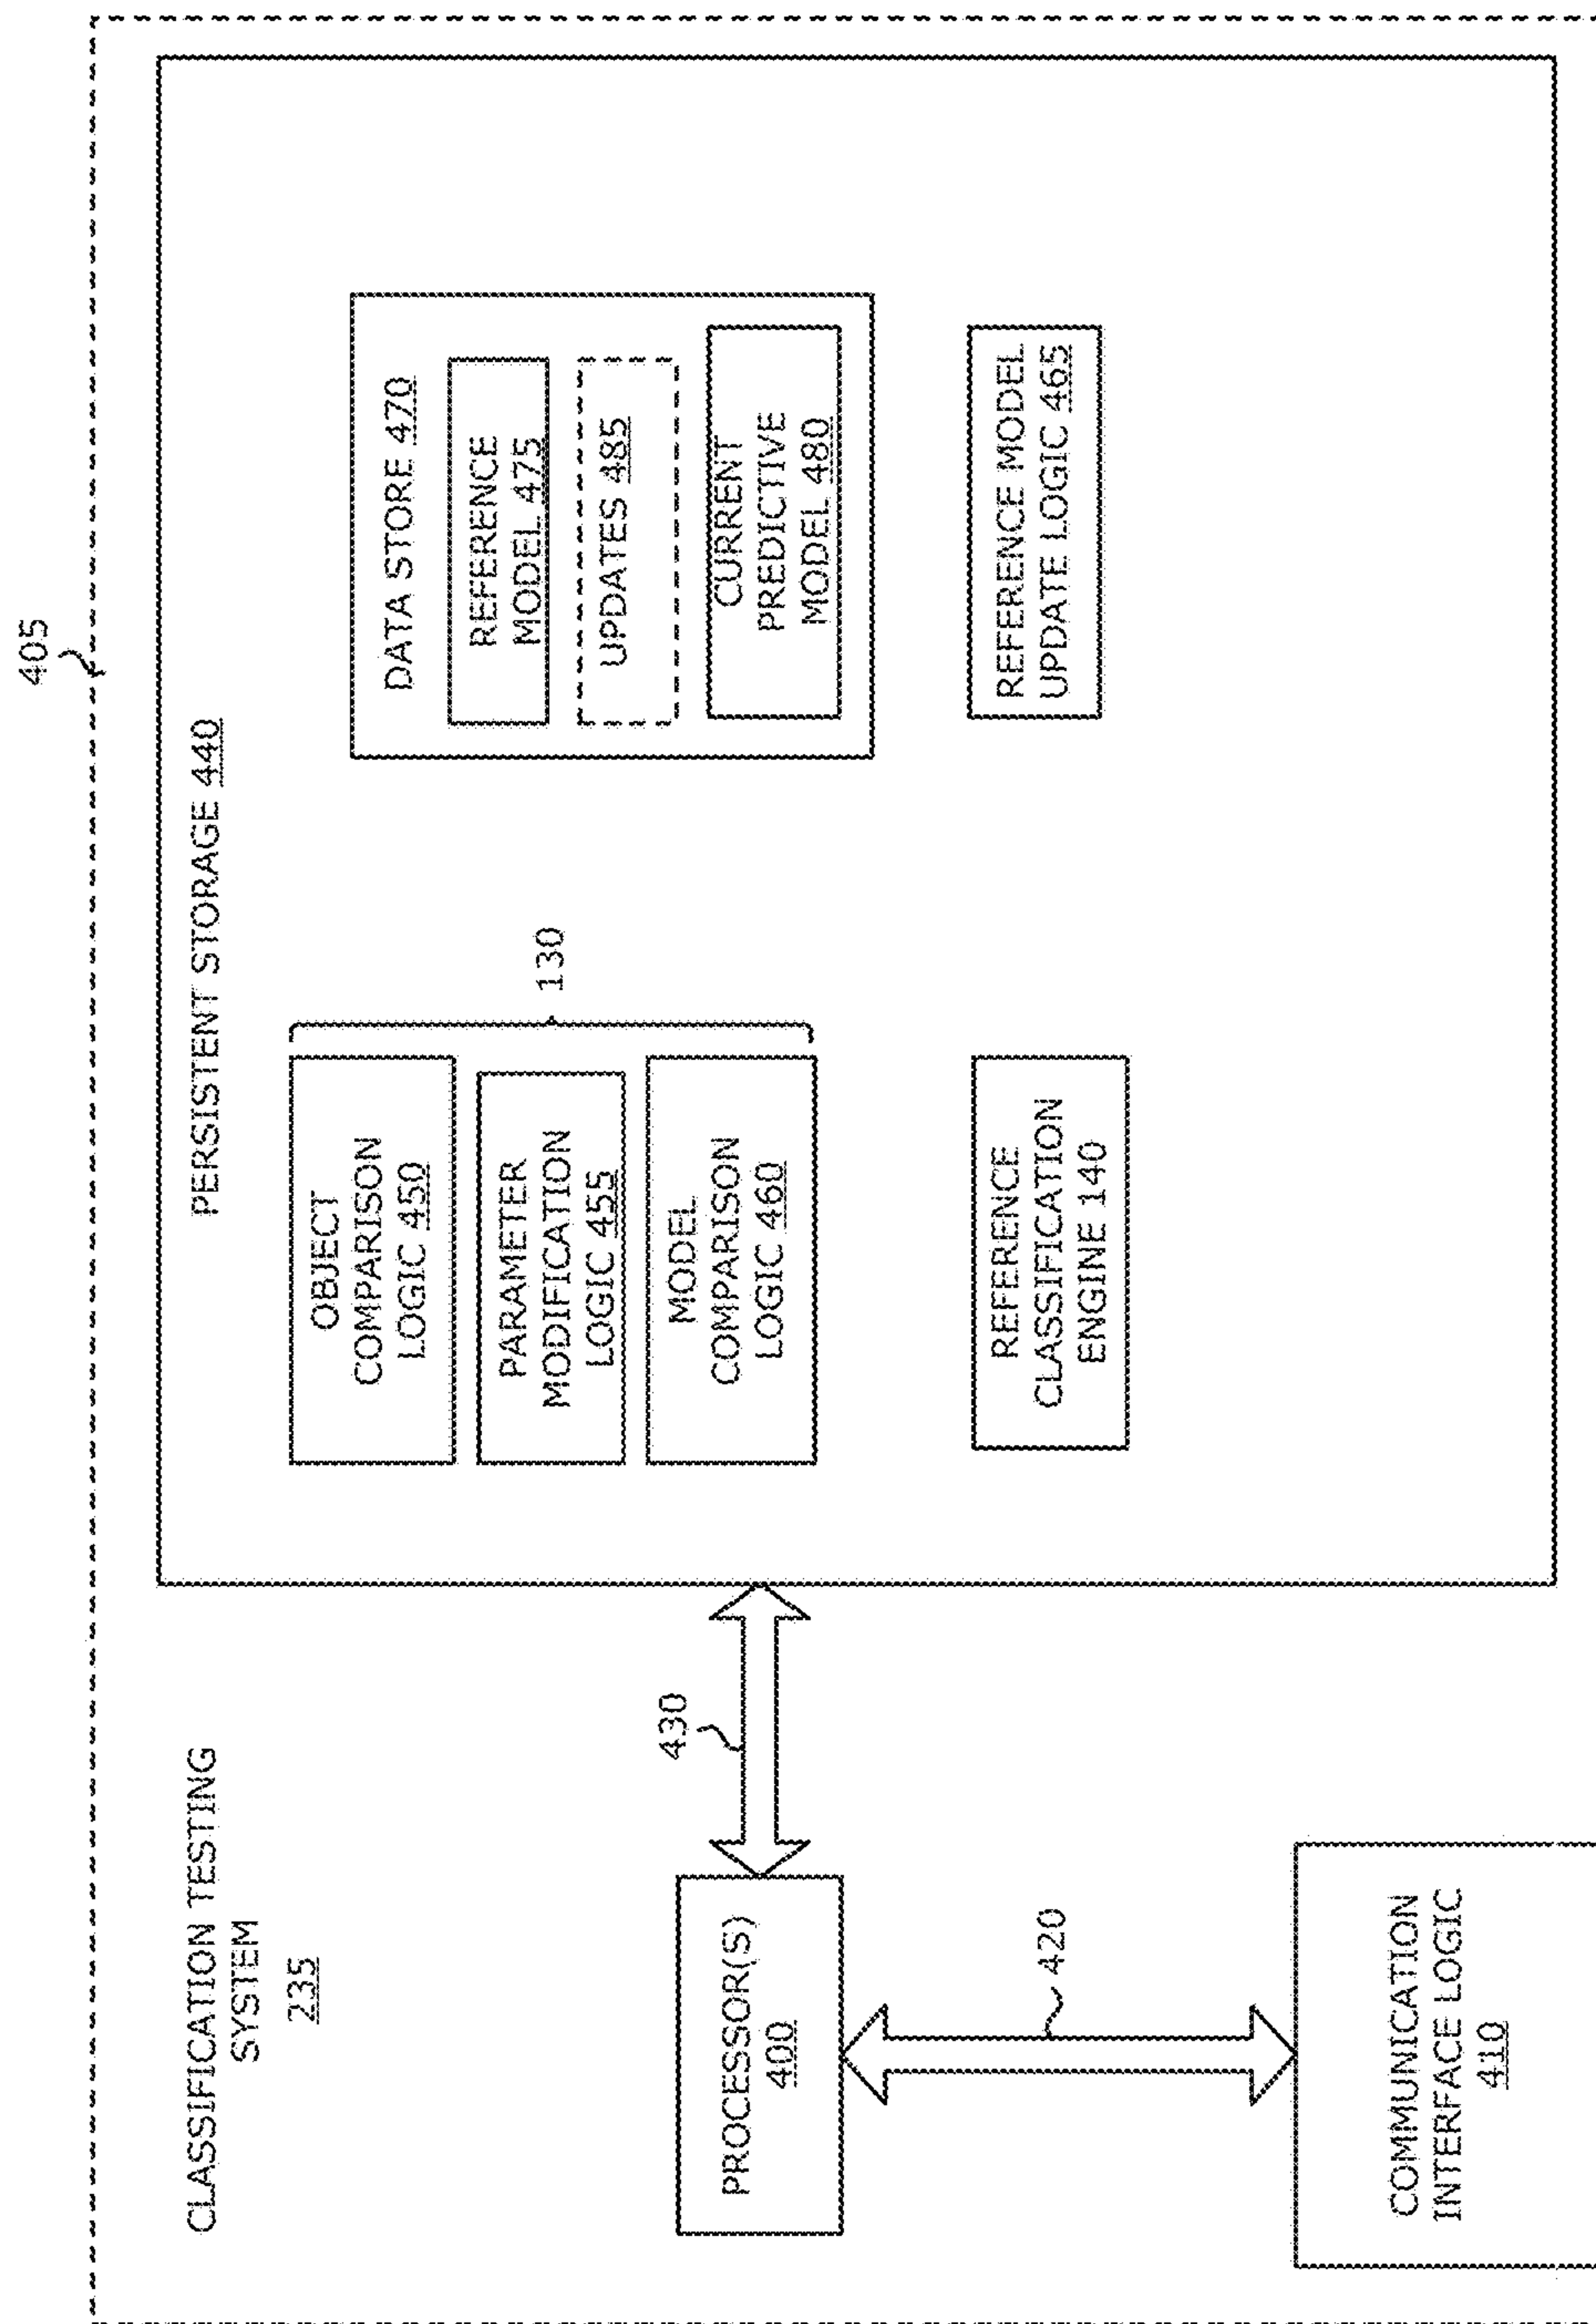 405
CLASSIFICATION TESTING
SYSTEM
235
PERSISTENT STORAGE 440
OBJECT
COMPARISON
LOGIC 450
PARAMETER
MODIFICATION
LOGIC 455
MODEL
COMPARISON
LOGIC 460
130
DATA STORE 470
REFERENCE
MODEL 475
UPDATES 485
CURRENT
PREDICTIVE
MODEL 480
REFERENCE
CLASSIFICATION
ENGINE 140
REFERENCE MODEL
UPDATE LOGIC 465
430
PROCESSOR(S)
400
420
COMMUNICATION
INTERFACE LOGIC
410